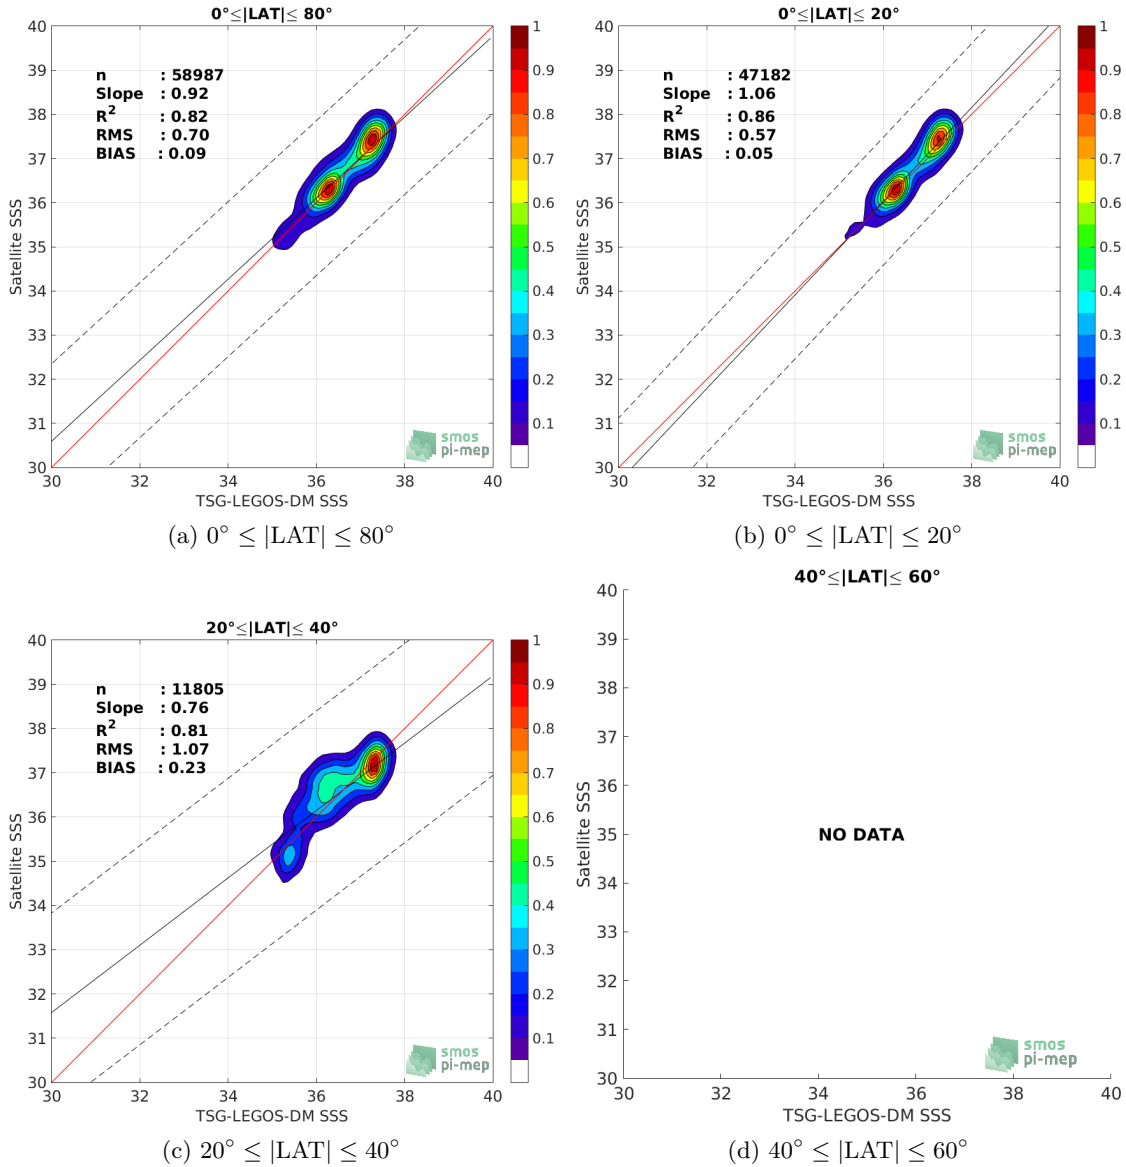 0°≤|LAT|≤ 80°
n : 58987
Slope : 0.92
R2 : 0.82
RMS : 0.70
BIAS : 0.09
40
39
38
37
36
35
34
33
32
31
30
Satellite SSS
30 32 34 36 38 40
TSG-LEGOS-DM SSS
1
0.9
0.8
0.7
0.6
0.5
0.4
0.3
0.2
0.1
smos
pi-mep
(a) 0° ≤ |LAT| ≤ 80°
0°≤|LAT|≤ 20°
n : 47182
Slope : 1.06
R2 : 0.86
RMS : 0.57
BIAS : 0.05
40
39
38
37
36
35
34
33
32
31
30
Satellite SSS
30 32 34 36 38 40
TSG-LEGOS-DM SSS
1
0.9
0.8
0.7
0.6
0.5
0.4
0.3
0.2
0.1
smos
pi-mep
(b) 0° ≤ |LAT| ≤ 20°
20°≤|LAT|≤ 40°
n : 11805
Slope : 0.76
R2 : 0.81
RMS : 1.07
BIAS : 0.23
40
39
38
37
36
35
34
33
32
31
30
Satellite SSS
30 32 34 36 38 40
TSG-LEGOS-DM SSS
1
0.9
0.8
0.7
0.6
0.5
0.4
0.3
0.2
0.1
smos
pi-mep
(c) 20° ≤ |LAT| ≤ 40°
40°≤|LAT|≤ 60°
40
39
38
37
36
35
34
33
32
31
30
Satellite SSS
NO DATA
30 32 34 36 38 40
TSG-LEGOS-DM SSS
smos
pi-mep
(d) 40° ≤ |LAT| ≤ 60°